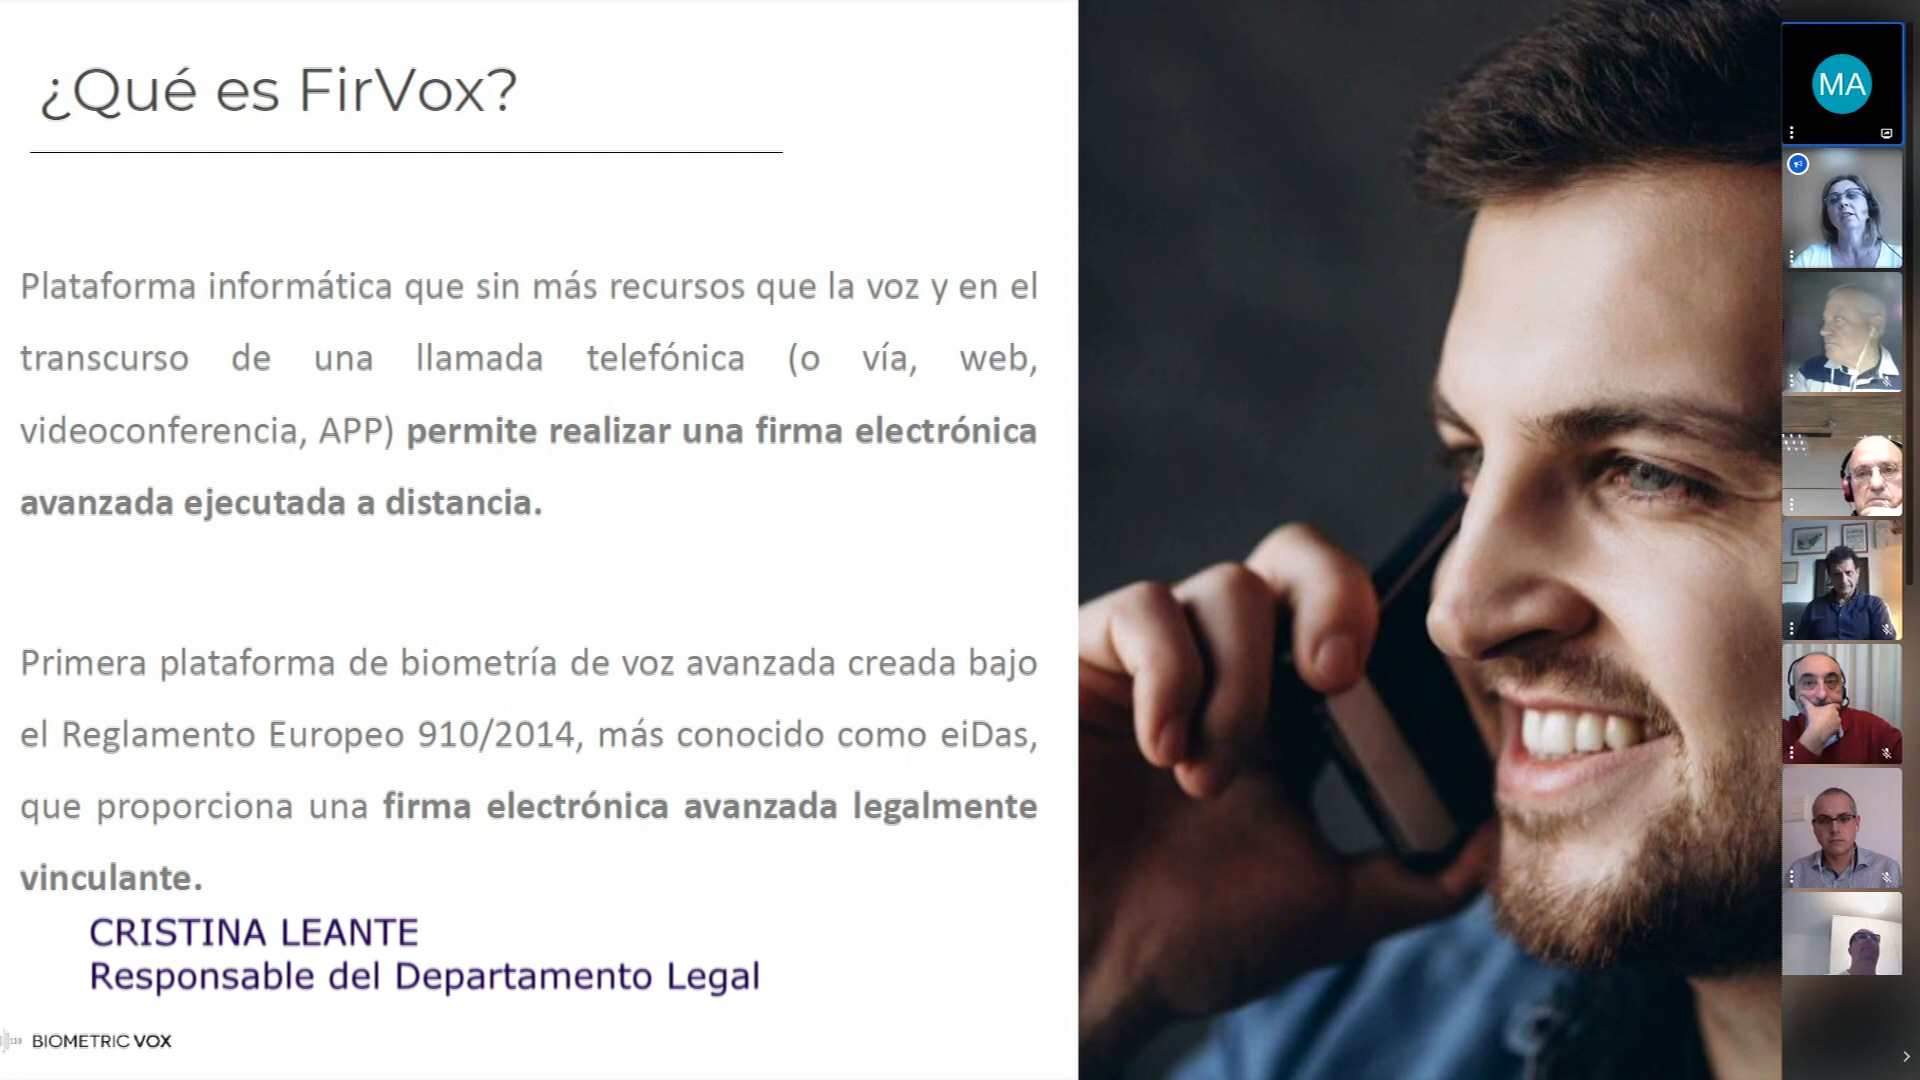 ¿Qué es FirVox?
Plataforma informática que sin más recursos que la voz y en el
transcurso de una llamada telefónica (o vía, web,
videoconferencia, APP) permite realizar una firma electrónica
avanzada ejecutada a distancia.
Primera plataforma de biometría de voz avanzada creada bajo
el Reglamento Europeo 910/2014, más conocido como eiDas,
que proporciona una firma electrónica avanzada legalmente
vinculante.
CRISTINA LEANTE
Responsable del Departamento Legal
BIOMETRIC VOX
MA